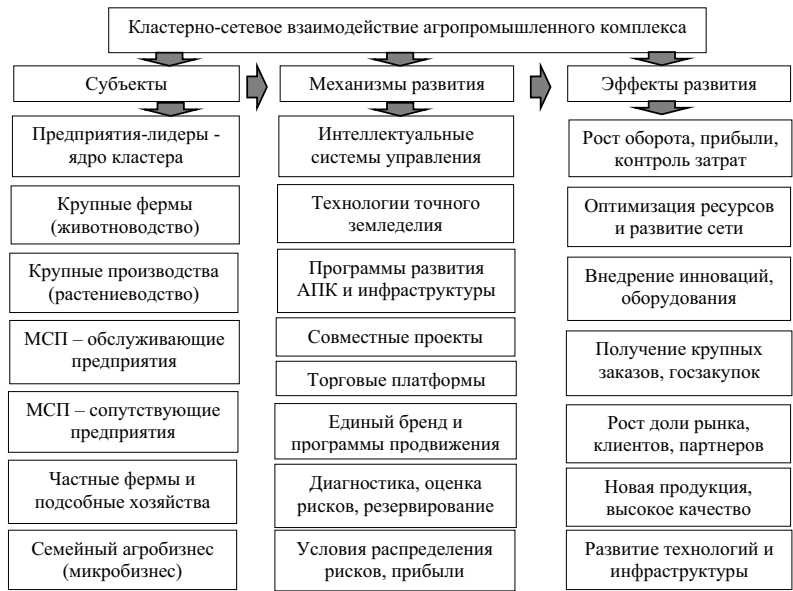 Кластерно-сетевое взаимодействие агропромышленного комплекса
Субъекты
Предприятия-лидеры -
ядро кластера
Крупные фермы
(животноводство)
Крупные производства
(растениеводство)
МСП – обслуживающие
предприятия
МСП – сопутствующие
предприятия
Частные фермы и
подсобные хозяйства
Семейный агробизнес
(микробизнес)
Механизмы развития
Интеллектуальные
системы управления
Технологии точного
земледелия
Программы развития
АПК и инфраструктуры
Совместные проекты
Торговые платформы
Единый бренд и
программы продвижения
Диагностика, оценка
рисков, резервирование
Условия распределения
рисков, прибыли
Эффекты развития
Рост оборота, прибыли,
контроль затрат
Оптимизация ресурсов
и развитие сети
Внедрение инноваций,
оборудования
Получение крупных
заказов, госзакупок
Рост доли рынка,
клиентов, партнеров
Новая продукция,
высокое качество
Развитие технологий и
инфраструктуры